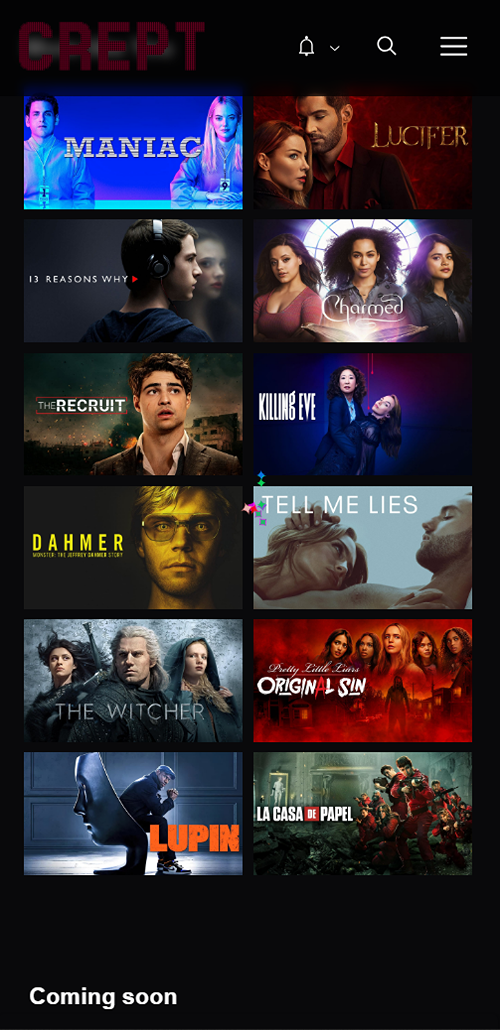 CREPT
MANIAC
LUCIFER
13 REASONS WHY
Charmed
THE RECRUIT
KILLING EVE
DAHMER
MONSTER: THE JEFFREY DAHMER STORY
TELL ME LIES
THE WITCHER
Pretty Little Liars
ORIGINAL SIN
LUPIN
LA CASA DE PAPEL
Coming soon